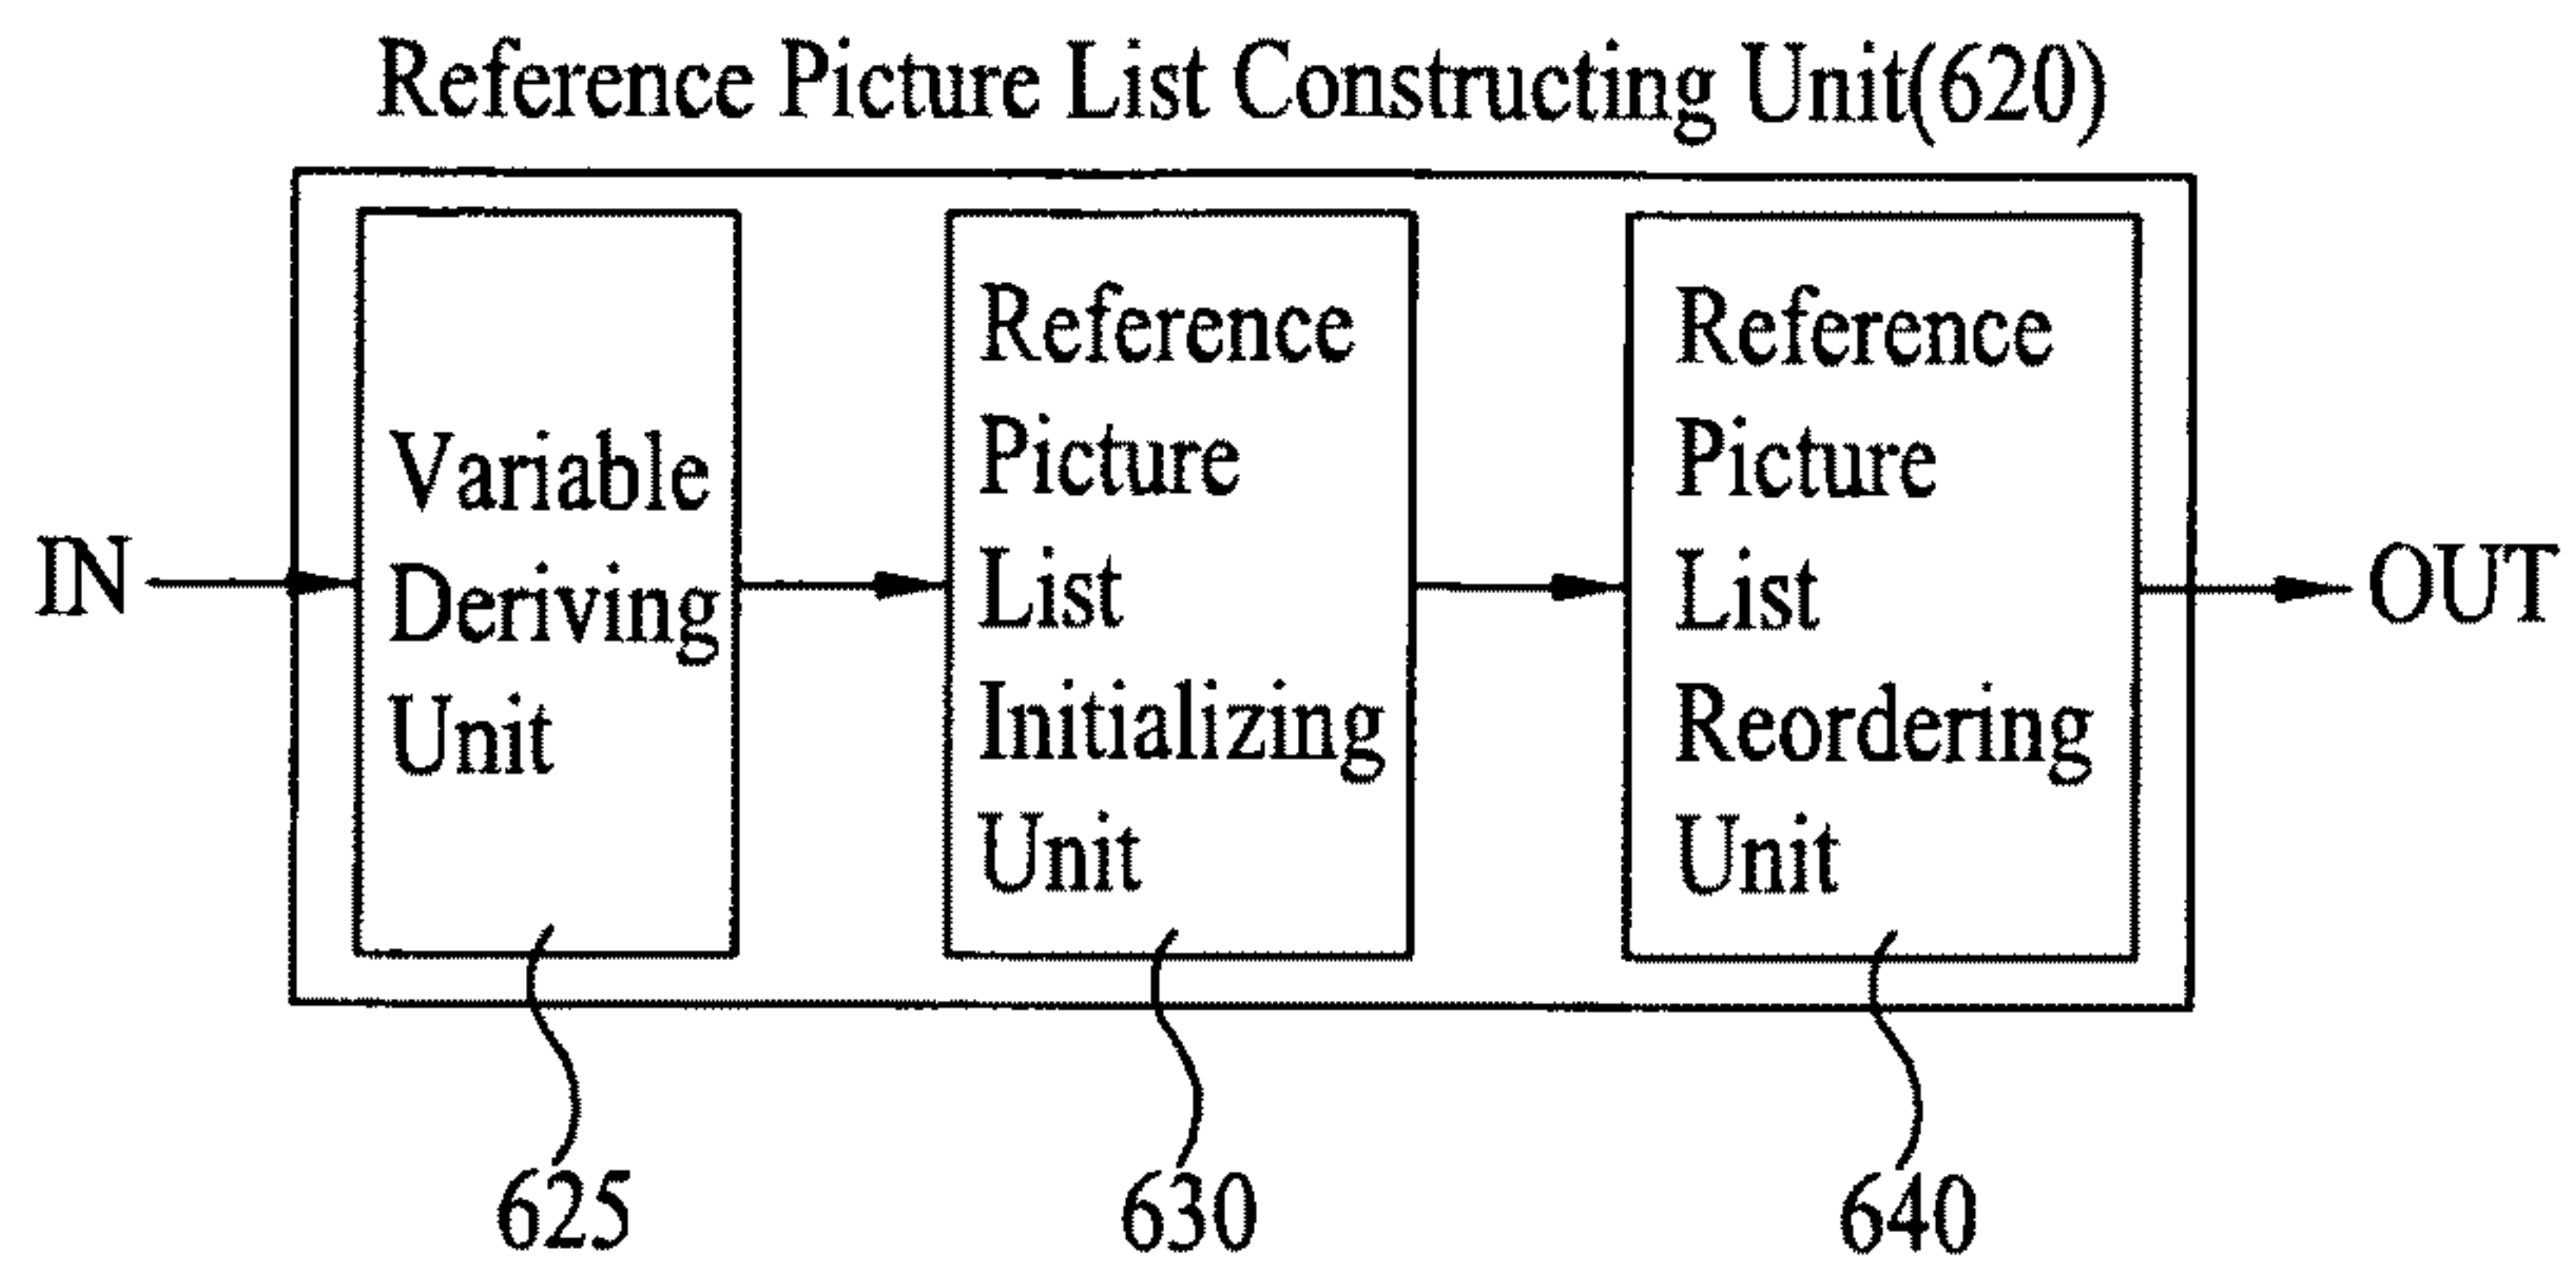 Reference Picture List Constructing Unit(620)
IN
Variable
Deriving
Unit
Reference
Picture
List
Initializing
Unit
Reference
Picture
List
Reordering
Unit
OUT
625
630
640